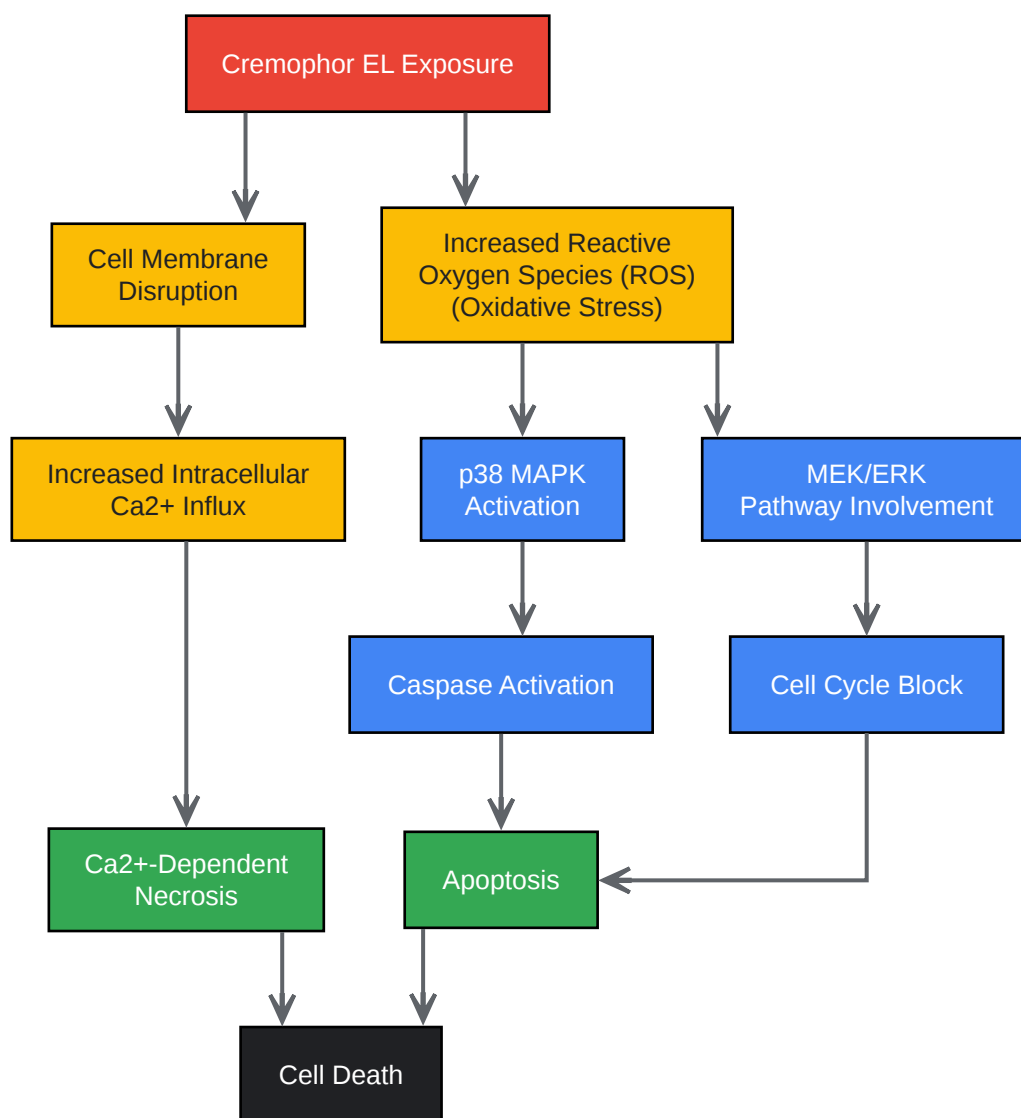 Cremophor EL Exposure
Cell Membrane
Disruption
Increased Reactive
Oxygen Species (ROS)
(Oxidative Stress)
Increased Intracellular
Ca2+ Influx
p38 MAPK
Activation
MEK/ERK
Pathway Involvement
Caspase Activation
Cell Cycle Block
Ca2+-Dependent
Necrosis
Apoptosis
Cell Death